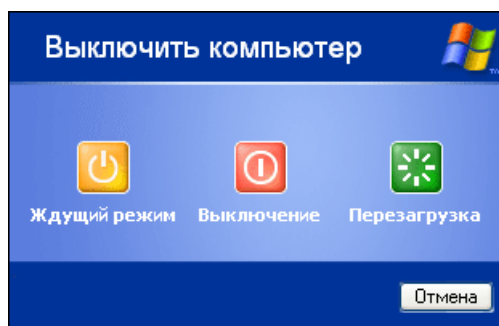 Выключить компьютер
Ждущий режим Выключение Перезагрузка
Отмена